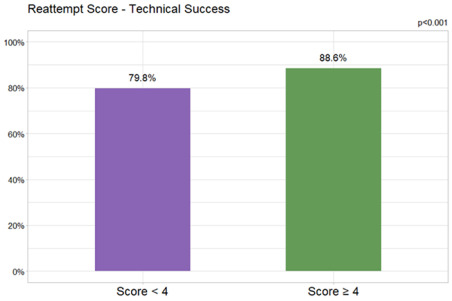 Reattempt Score - Technical Success
p<0.001
100%
88.6%
79.8%
80%
60%
40%
20%
0%
Score < 4
Score ≥ 4